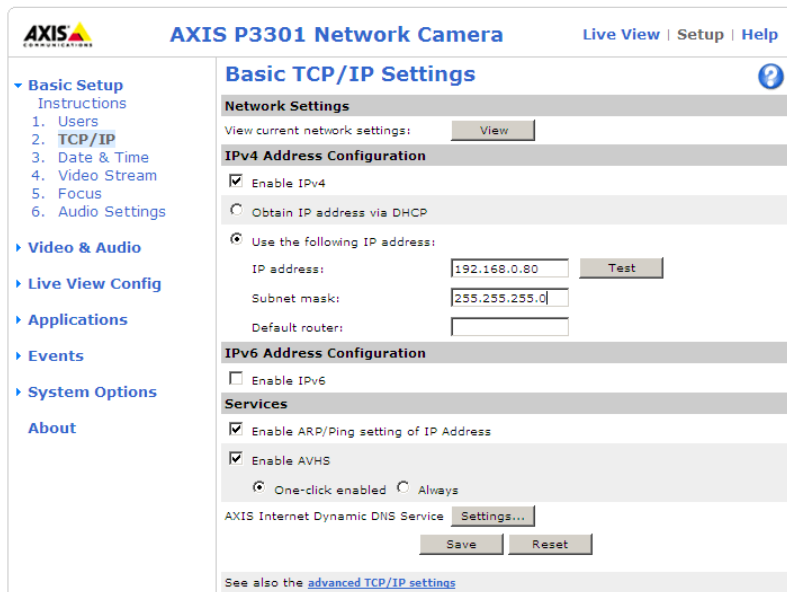 AXIS
COMMUNICATIONS
AXIS P3301 Network Camera
Live View | Setup | Help
Basic Setup
Instructions
1. Users
2. TCP/IP
3. Date & Time
4. Video Stream
5. Focus
6. Audio Settings
Video & Audio
Live View Config
Applications
Events
System Options
About
Basic TCP/IP Settings
?
Network Settings
View current network settings: View
IPv4 Address Configuration
Enable IPv4
Obtain IP address via DHCP
Use the following IP address:
IP address: 192.168.0.80 Test
Subnet mask: 255.255.255.0
Default router:
IPv6 Address Configuration
Enable IPv6
Services
Enable ARP/Ping setting of IP Address
Enable AVHS
One-click enabled Always
AXIS Internet Dynamic DNS Service Settings...
Save Reset
See also the advanced TCP/IP settings